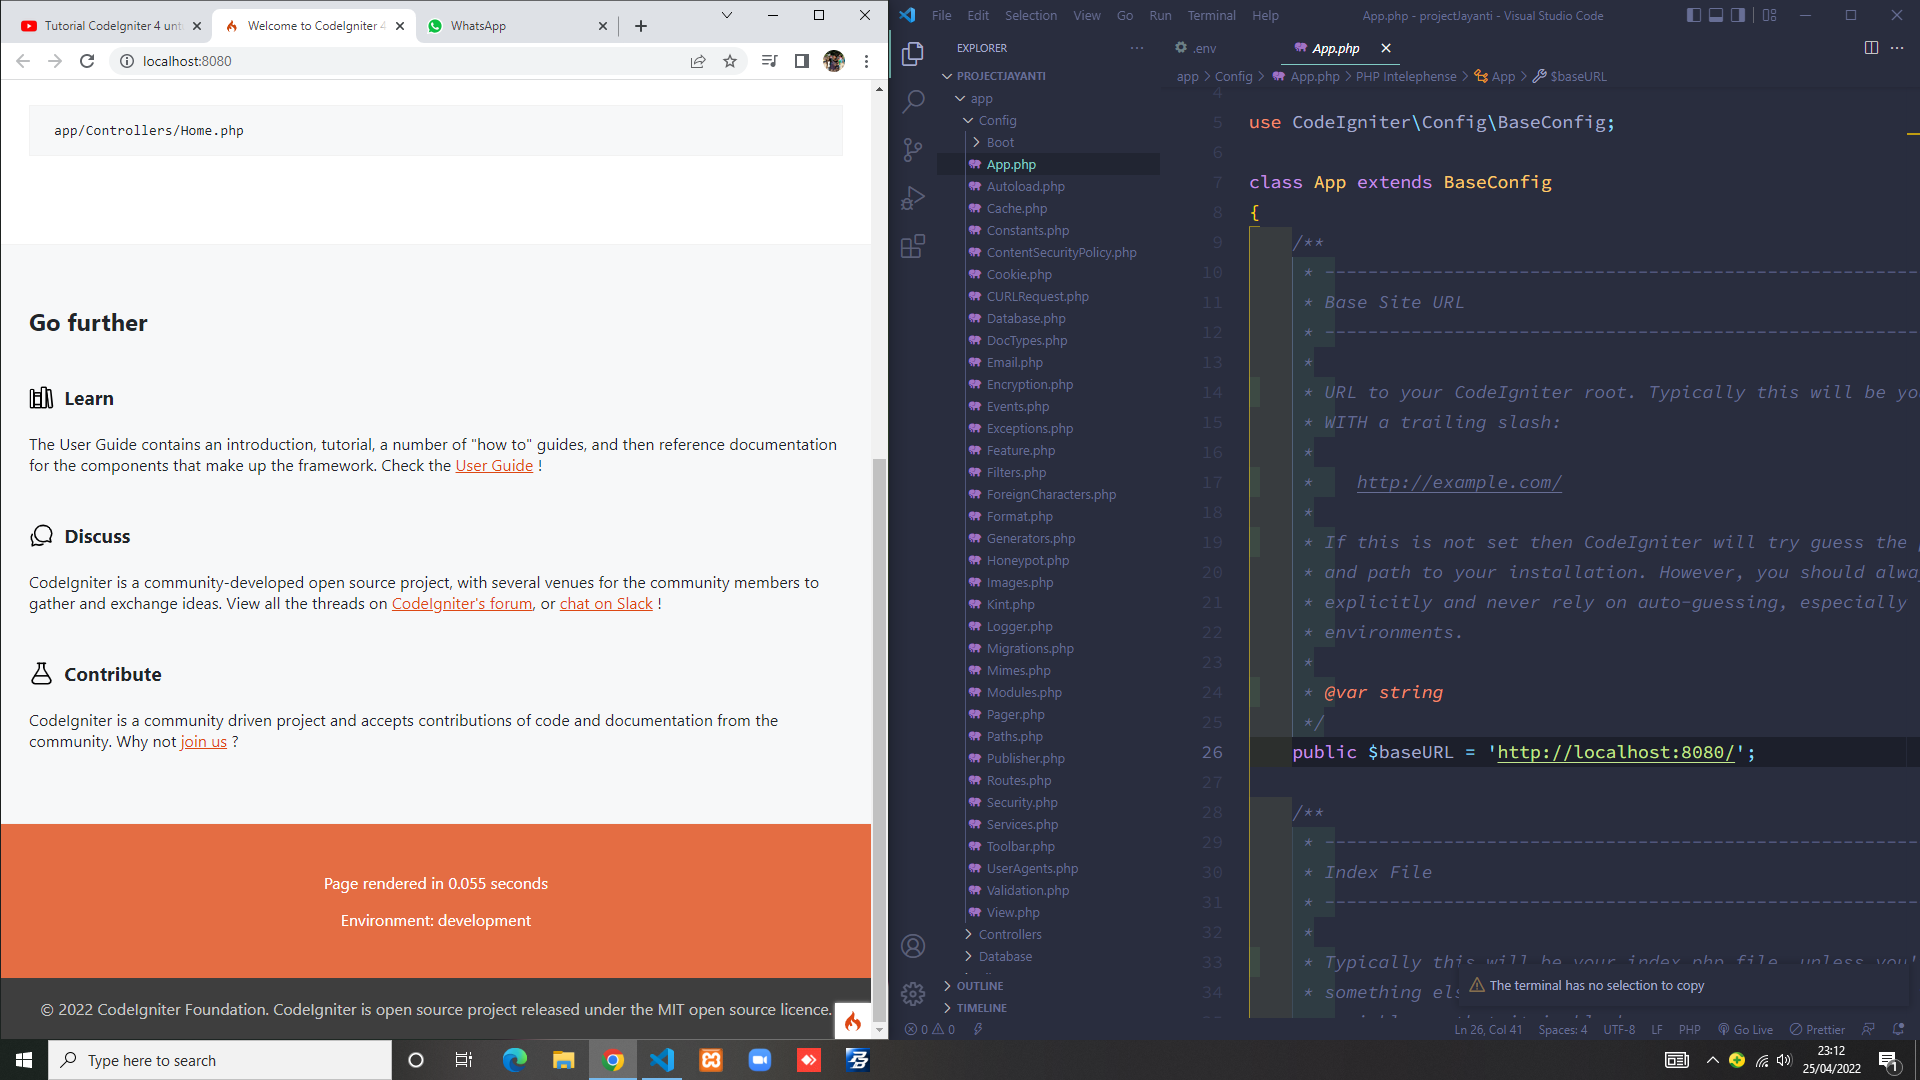 Tutorial CodeIgniter 4 unt
Welcome to CodeIgniter 4
WhatsApp
localhost:8080
app/Controllers/Home.php
Go further
Learn
The User Guide contains an introduction, tutorial, a number of "how to" guides, and then reference documentation
for the components that make up the framework. Check the User Guide !
Discuss
CodeIgniter is a community-developed open source project, with several venues for the community members to
gather and exchange ideas. View all the threads on CodeIgniter's forum, or chat on Slack !
Contribute
CodeIgniter is a community driven project and accepts contributions of code and documentation from the
community. Why not join us ?
Page rendered in 0.055 seconds
Environment: development
© 2022 CodeIgniter Foundation. CodeIgniter is open source project released under the MIT open source licence.
File Edit Selection View Go Run Terminal Help
App.php - projectJayanti - Visual Studio Code
EXPLORER
PROJECTJAYANTI
app
Config
Boot
App.php
Autoload.php
Cache.php
Constants.php
ContentSecurityPolicy.php
Cookie.php
CURLRequest.php
Database.php
DocTypes.php
Email.php
Encryption.php
Events.php
Exceptions.php
Feature.php
Filters.php
ForeignCharacters.php
Format.php
Generators.php
Honeypot.php
Images.php
Kint.php
Logger.php
Migrations.php
Mimes.php
Modules.php
Pager.php
Paths.php
Publisher.php
Routes.php
Security.php
Services.php
Toolbar.php
UserAgents.php
Validation.php
View.php
Controllers
Database
OUTLINE
TIMELINE
.env
App.php
app > Config > App.php > PHP Intelephense > App > $baseURL
4
5 use CodeIgniter\Config\BaseConfig;
6
7 class App extends BaseConfig
8 {
9 /**
10 * -------------------------------------------------------
11 * Base Site URL
12 * -------------------------------------------------------
13 *
14 * URL to your CodeIgniter root. Typically this will be yo
15 * WITH a trailing slash:
16 *
17 * http://example.com/
18 *
19 * If this is not set then CodeIgniter will try guess the
20 * and path to your installation. However, you should alwa
21 * explicitly and never rely on auto-guessing, especially
22 * environments.
23 *
24 * @var string
25 */
26 public $baseURL = 'http://localhost:8080/';
27
28 /**
29 * -------------------------------------------------------
30 * Index File
31 * -------------------------------------------------------
32 *
33 * Typically this will be your index.php file, unless you'
34 * something els
The terminal has no selection to copy
0 0
Ln 26, Col 41 Spaces: 4 UTF-8 LF PHP Go Live Prettier
Type here to search
23:12
25/04/2022
1